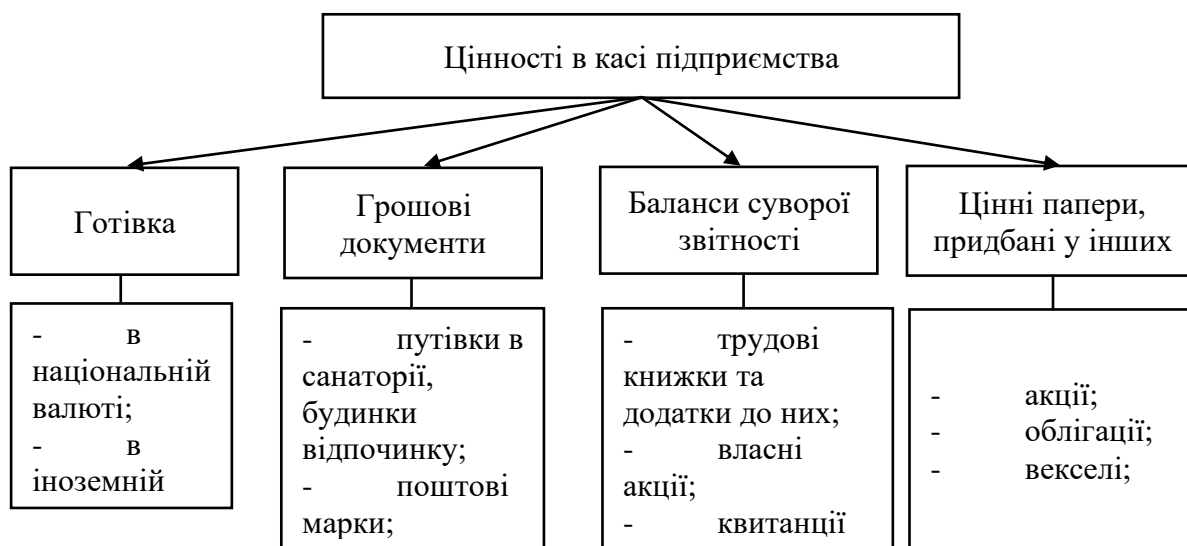 Цінності в касі підприємства
Готівка
Грошові
документи
Баланси суворої
звітності
Цінні папери,
придбані у інших
- в
національній
валюті;
- в
іноземній
- путівки в
санаторії,
будинки
відпочинку;
- поштові
марки;
- трудові
книжки та
додатки до них;
- власні
акції;
- квитанції
- акції;
- облігації;
- векселі;